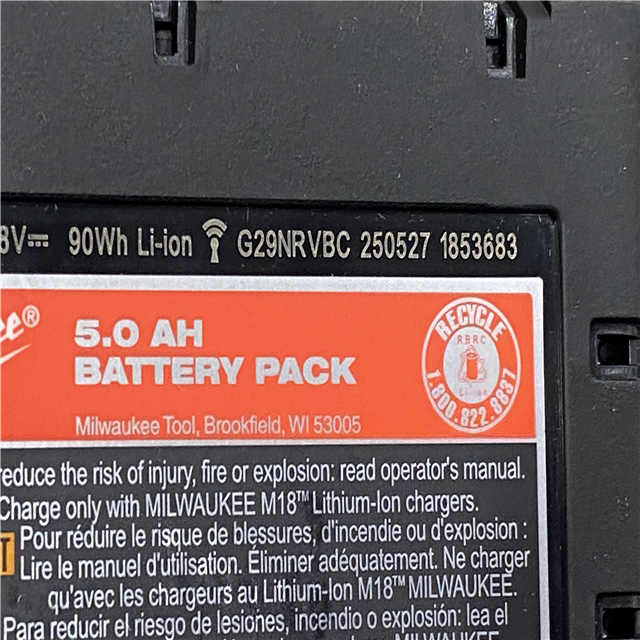 8V⎓ 90Wh Li-ion G29NRVBC 250527 1853683
ee®
5.0 AH
BATTERY PACK
Milwaukee Tool, Brookfield, WI 53005
RECYCLE
RBRC
Li-ion
1.800.822.8837
reduce the risk of injury, fire or explosion: read operator's manual.
Charge only with MILWAUKEE M18™ Lithium-Ion chargers.
Pour réduire le risque de blessures, d'incendie ou d'explosion :
Lire le manuel d'utilisation. Éliminer adéquatement. Ne charger
qu'avec les chargeurs au Lithium-Ion M18™ MILWAUKEE.
Para reducir el riesgo de lesiones, incendio o explosión: lea el
MILWAUKEE